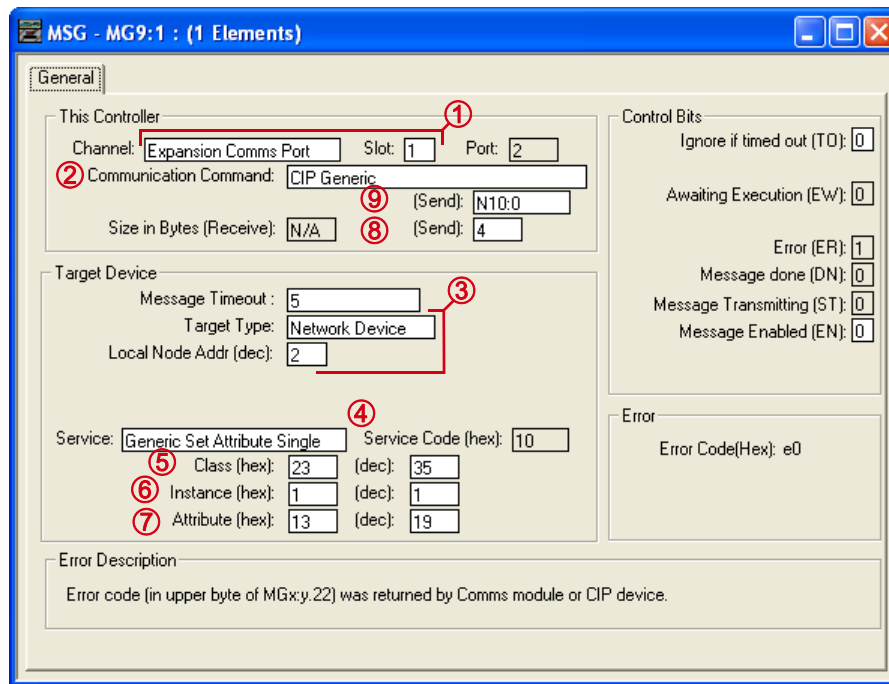 MSG - MG9:1 : (1 Elements)
General
This Controller
①
Channel: Expansion Comms Port Slot: 1 Port: 2
② Communication Command: CIP Generic
⑨ (Send): N10:0
Size in Bytes (Receive): N/A ⑧ (Send): 4
Target Device
Message Timeout : 5
③
Target Type: Network Device
Local Node Addr (dec): 2
④
Service: Generic Set Attribute Single Service Code (hex): 10
⑤ Class (hex): 23 (dec): 35
⑥ Instance (hex): 1 (dec): 1
⑦ Attribute (hex): 13 (dec): 19
Control Bits
Ignore if timed out (TO): 0
Awaiting Execution (EW): 0
Error (ER): 1
Message done (DN): 0
Message Transmitting (ST): 0
Message Enabled (EN): 0
Error
Error Code(Hex): e0
Error Description
Error code (in upper byte of MGx:y.22) was returned by Comms module or CIP device.